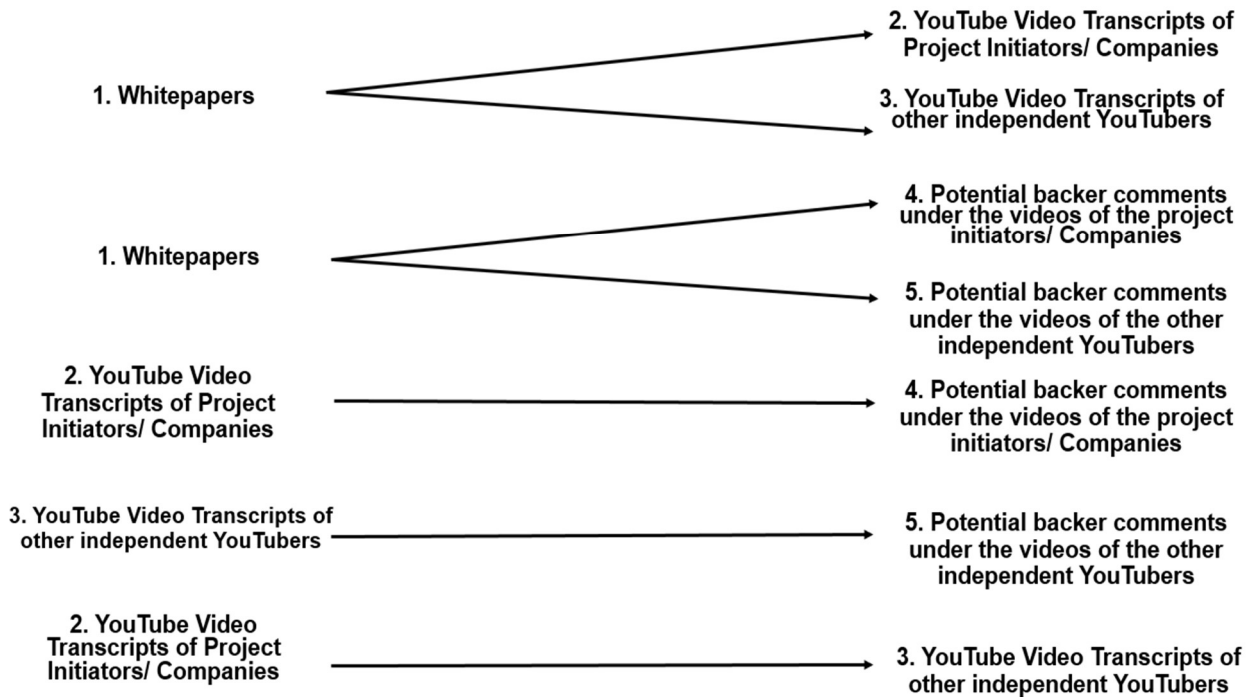 2. YouTube Video Transcripts of
Project Initiators/ Companies
1. Whitepapers
3. YouTube Video Transcripts of
other independent YouTubers
4. Potential backer comments
under the videos of the project
initiators/ Companies
1. Whitepapers
5. Potential backer comments
under the videos of the other
independent YouTubers
2. YouTube Video
Transcripts of Project
Initiators/ Companies
4. Potential backer comments
under the videos of the project
initiators/ Companies
3. YouTube Video Transcripts of
other independent YouTubers
5. Potential backer comments
under the videos of the other
independent YouTubers
2. YouTube Video
Transcripts of Project
Initiators/ Companies
3. YouTube Video Transcripts of
other independent YouTubers